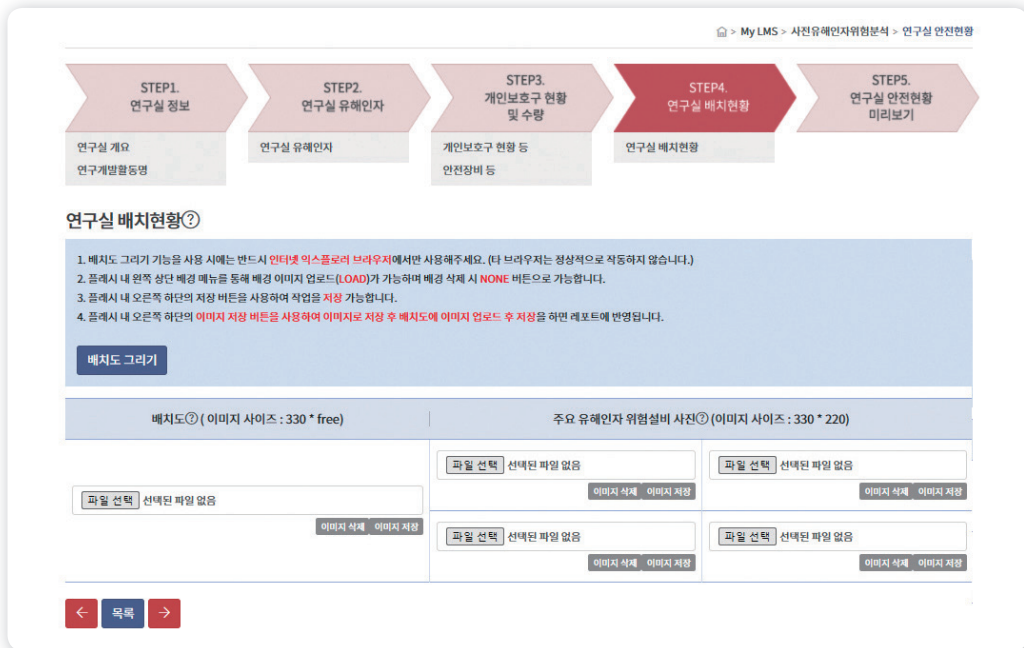 > My LMS > 사전유해인자위험분석 > 연구실 안전현황
STEP1.
연구실 정보
STEP2.
연구실 유해인자
STEP3.
개인보호구 현황
및 수량
STEP4.
연구실 배치현황
STEP5.
연구실 안전현황
미리보기
연구실 개요
연구개발활동명
연구실 유해인자
개인보호구 현황 등
안전장비 등
연구실 배치현황
연구실 배치현황?
1. 배치도 그리기 기능을 사용 시에는 반드시 인터넷 익스플로러 브라우저에서만 사용해주세요. (타 브라우저는 정상적으로 작동하지 않습니다.)
2. 플래시 내 왼쪽 상단 배경 메뉴를 통해 배경 이미지 업로드(LOAD)가 가능하며 배경 삭제 시 NONE 버튼으로 가능합니다.
3. 플래시 내 오른쪽 하단의 저장 버튼을 사용하여 작업을 저장 가능합니다.
4. 플래시 내 오른쪽 하단의 이미지 저장 버튼을 사용하여 이미지로 저장 후 배치도에 이미지 업로드 후 저장을 하면 레포트에 반영됩니다.
배치도 그리기
배치도? ( 이미지 사이즈 : 330 * free)
주요 유해인자 위험설비 사진? (이미지 사이즈 : 330 * 220)
파일 선택 선택된 파일 없음
이미지 삭제 이미지 저장
파일 선택 선택된 파일 없음
이미지 삭제 이미지 저장
파일 선택 선택된 파일 없음
이미지 삭제 이미지 저장
파일 선택 선택된 파일 없음
이미지 삭제 이미지 저장
파일 선택 선택된 파일 없음
이미지 삭제 이미지 저장
← 목록 →